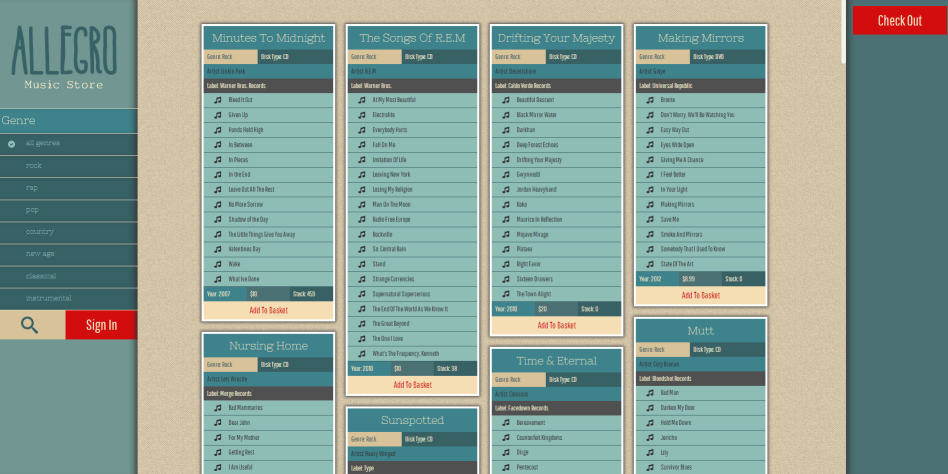 ALLEGRO
Music Store
Genre
all genres
rock
rap
pop
country
new age
classical
instrumental
Sign In
Minutes To Midnight
Genre: Rock
Disk Type: CD
Artist: Linkin Park
Label: Warner Bros. Records
Bleed It Out
Given Up
Hands Held High
In Between
In Pieces
In the End
Leave Out All The Rest
No More Sorrow
Shadow of the Day
The Little Things Give You Away
Valentines Day
Wake
What Ive Done
Year: 2007
$10
Stock: 459
Add To Basket
Nursing Home
Genre: Rock
Disk Type: CD
Label: Merge Records
Bad Mammaries
Dear John
For My Mother
Getting Rest
I Am Useful
The Songs Of R.E.M
Genre: Rock
Disk Type: CD
Artist: R.E.M
Label: Warner Bros.
At My Most Beautiful
Electrolite
Everybody Hurts
Fall On Me
Imitation Of Life
Leaving New York
Losing My Religion
Man On The Moon
Radio Free Europe
Rockville
So. Central Rain
Stand
Strange Currencies
Supernatural Superserious
The End Of The World As We Know It
The Great Beyond
The One I Love
What's The Frequency, Kenneth
Year: 2010
$10
Stock: 38
Add To Basket
Sunspotted
Genre: Rock
Disk Type: CD
Artist: Heavy Winged
Label: Type
Drifting Your Majesty
Genre: Rock
Disk Type: CD
Artist: Desertshore
Label: Caldo Verde Records
Beautiful Descent
Black Mirror Water
Darkhan
Deep Forest Echoes
Drifting Your Majesty
Gwynnedd
Jordan Heavyhand
Koko
Maurice In Reflection
Mojave Mirage
Plataea
Right Favor
Sixteen Drawers
The Town Alight
Year: 2010
$20
Stock: 0
Add To Basket
Time & Eternal
Genre: Rock
Disk Type: CD
Label: Facedown Records
Bereavement
Counterfeit Kingdoms
Dirge
Pentecost
Making Mirrors
Genre: Rock
Disk Type: DVD
Artist: Gotye
Label: Universal Republic
Bronte
Don't Worry, We'll Be Watching You
Easy Way Out
Eyes Wide Open
Giving Me A Chance
I Feel Better
In Your Light
Making Mirrors
Save Me
Smoke And Mirrors
Somebody That I Used To Know
State Of The Art
Year: 2012
$8.99
Stock: 0
Add To Basket
Mutt
Genre: Rock
Disk Type: CD
Artist: Cory Branan
Label: Bloodshot Records
Bad Man
Darken My Door
Hold Me Down
Jericho
Lily
Survivor Blues
Check Out